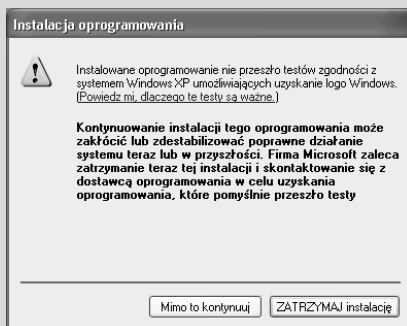 Instalacja oprogramowania
Instalowane oprogramowanie nie przeszło testów zgodności z
systemem Windows XP umożliwiających uzyskanie logo Windows.
(Powiedz mi, dlaczego te testy są ważne.)
Kontynuowanie instalacji tego oprogramowania może
zakłócić lub zdestabilizować poprawne działanie
systemu teraz lub w przyszłości. Firma Microsoft zaleca
zatrzymanie teraz tej instalacji i skontaktowanie się z
dostawcą oprogramowania w celu uzyskania
oprogramowania, które pomyślnie przeszło testy
Mimo to kontynuuj
ZATRZYMAJ instalację